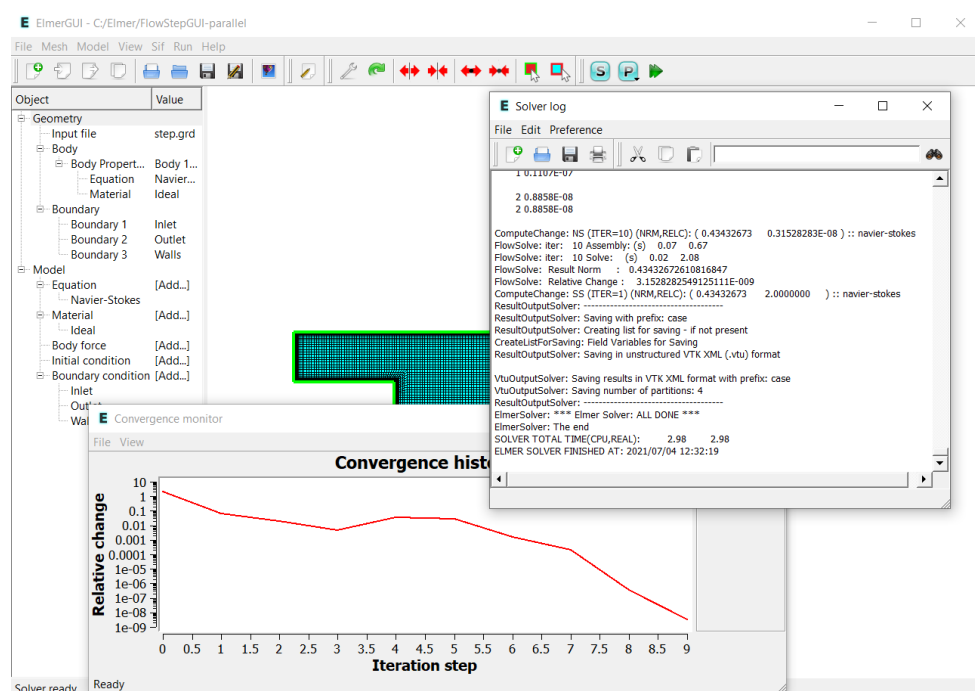 ElmerGUI - C:/Elmer/FlowStepGUI-parallel
File Mesh Model View Sif Run Help
Object Value
Geometry
Input file step.grd
Body
Body Propert... Body 1...
Equation Navier...
Material Ideal
Boundary
Boundary 1 Inlet
Boundary 2 Outlet
Boundary 3 Walls
Model
Equation [Add...]
Navier-Stokes
Material [Add...]
Ideal
Body force [Add...]
Initial condition [Add...]
Boundary condition [Add...]
Inlet
Solver ready
Solver log
File Edit Preference
1 0.1107E-07
2 0.8858E-08
2 0.8858E-08
ComputeChange: NS (ITER=10) (NRM,RELC): ( 0.43432673 0.31528283E-08 ) :: navier-stokes
FlowSolve: iter: 10 Assembly: (s) 0.07 0.67
FlowSolve: iter: 10 Solve: (s) 0.02 2.08
FlowSolve: Result Norm : 0.43432672610816847
FlowSolve: Relative Change : 3.1528282549125111E-009
ComputeChange: SS (ITER=1) (NRM,RELC): ( 0.43432673 2.0000000 ) :: navier-stokes
ResultOutputSolver: -------------------------------------
ResultOutputSolver: Saving with prefix: case
ResultOutputSolver: Creating list for saving - if not present
CreateListForSaving: Field Variables for Saving
ResultOutputSolver: Saving in unstructured VTK XML (.vtu) format
VtuOutputSolver: Saving results in VTK XML format with prefix: case
VtuOutputSolver: Saving number of partitions: 4
ResultOutputSolver: -------------------------------------
ElmerSolver: *** Elmer Solver: ALL DONE ***
ElmerSolver: The end
SOLVER TOTAL TIME(CPU,REAL): 2.98 2.98
ELMER SOLVER FINISHED AT: 2021/07/04 12:32:19
Convergence monitor
File View
Convergence
Relative change
10
1
0.1
0.01
0.001
0.0001
1e-05
1e-06
1e-07
1e-08
1e-09
0 0.5 1 1.5 2 2.5 3 3.5 4 4.5 5 5.5 6 6.5 7 7.5 8 8.5 9
Iteration step
Ready